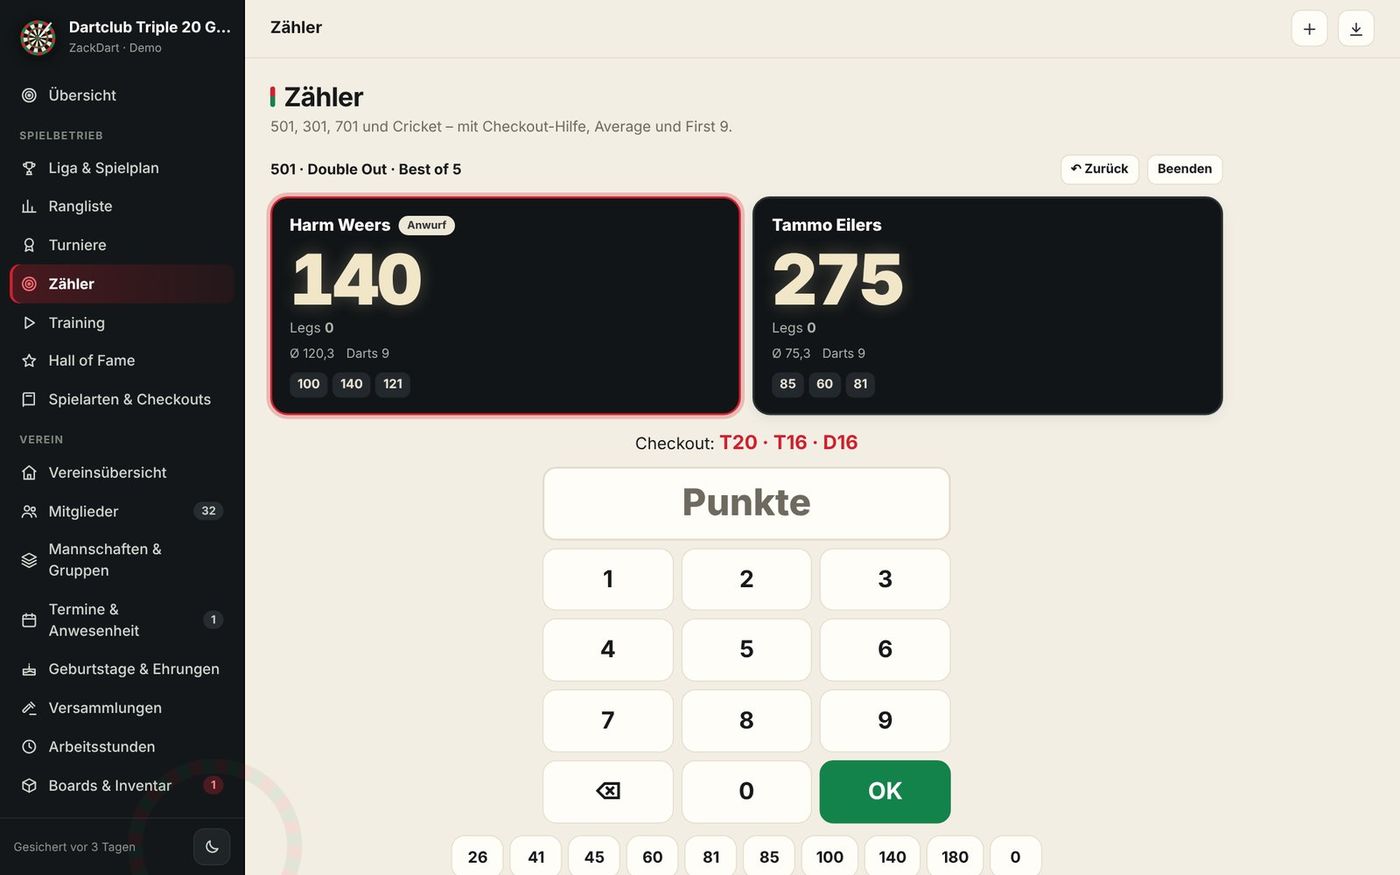 Dartclub Triple 20 G...
ZackDart · Demo
Übersicht
SPIELBETRIEB
Liga & Spielplan
Rangliste
Turniere
Zähler
Training
Hall of Fame
Spielarten & Checkouts
VEREIN
Vereinsübersicht
Mitglieder 32
Mannschaften &
Gruppen
Termine &
Anwesenheit 1
Geburtstage & Ehrungen
Versammlungen
Arbeitsstunden
Boards & Inventar 1
Gesichert vor 3 Tagen
Zähler
Zähler
501, 301, 701 und Cricket – mit Checkout-Hilfe, Average und First 9.
501 · Double Out · Best of 5
↶ Zurück
Beenden
Harm Weers Anwurf
140
Legs 0
Ø 120,3 Darts 9
100 140 121
Tammo Eilers
275
Legs 0
Ø 75,3 Darts 9
85 60 81
Checkout: T20 · T16 · D16
Punkte
1 2 3
4 5 6
7 8 9
0 OK
26 41 45 60 81 85 100 140 180 0